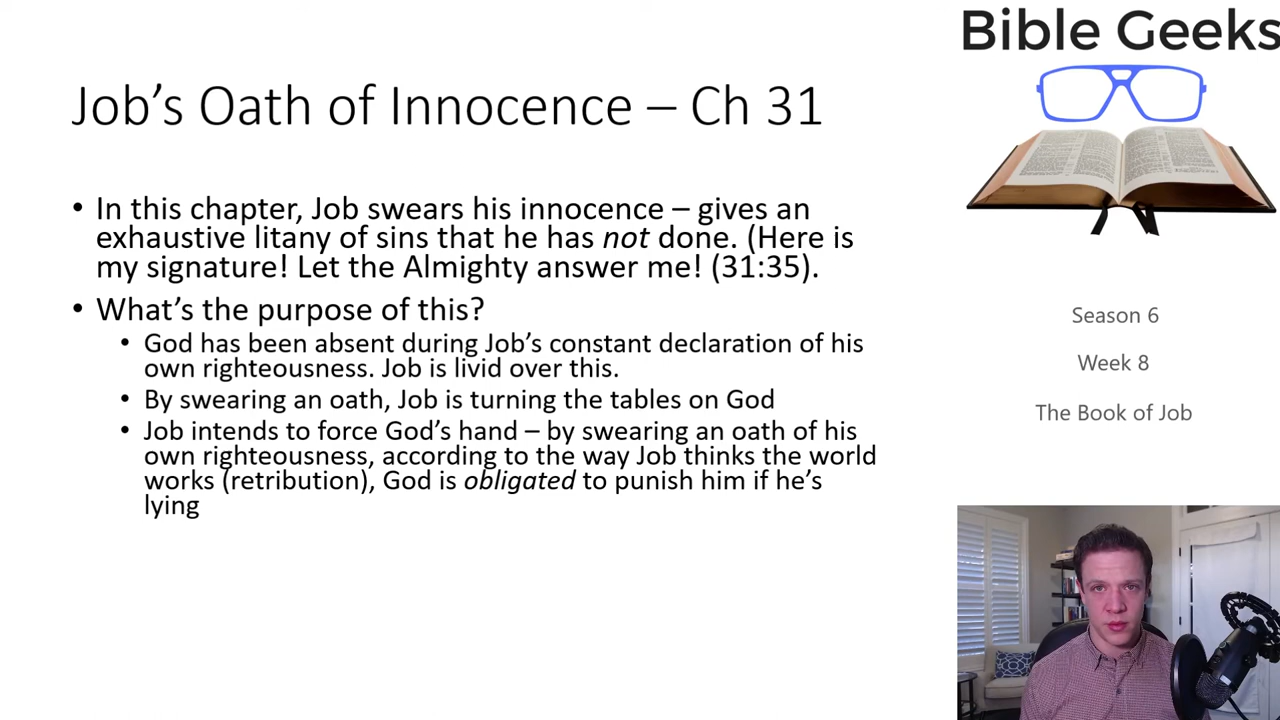 Bible Geeks
Job's Oath of Innocence – Ch 31
• In this chapter, Job swears his innocence – gives an
exhaustive litany of sins that he has not done. (Here is
my signature! Let the Almighty answer me! (31:35).
• What's the purpose of this?
• God has been absent during Job's constant declaration of his
own righteousness. Job is livid over this.
• By swearing an oath, Job is turning the tables on God
• Job intends to force God's hand – by swearing an oath of his
own righteousness, according to the way Job thinks the world
works (retribution), God is obligated to punish him if he's
lying
Season 6
Week 8
The Book of Job